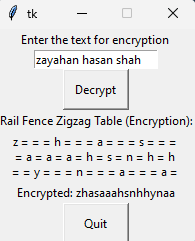 tk
Enter the text for encryption
zayahan hasan shah
Decrypt
Rail Fence Zigzag Table (Encryption):
z = = = h = = = a = = = s = = =
= a = a = a = h = s = n = h = h
= = y = = = n = = = a = = = a =
Encrypted: zhasaaahsnhhynaa
Quit